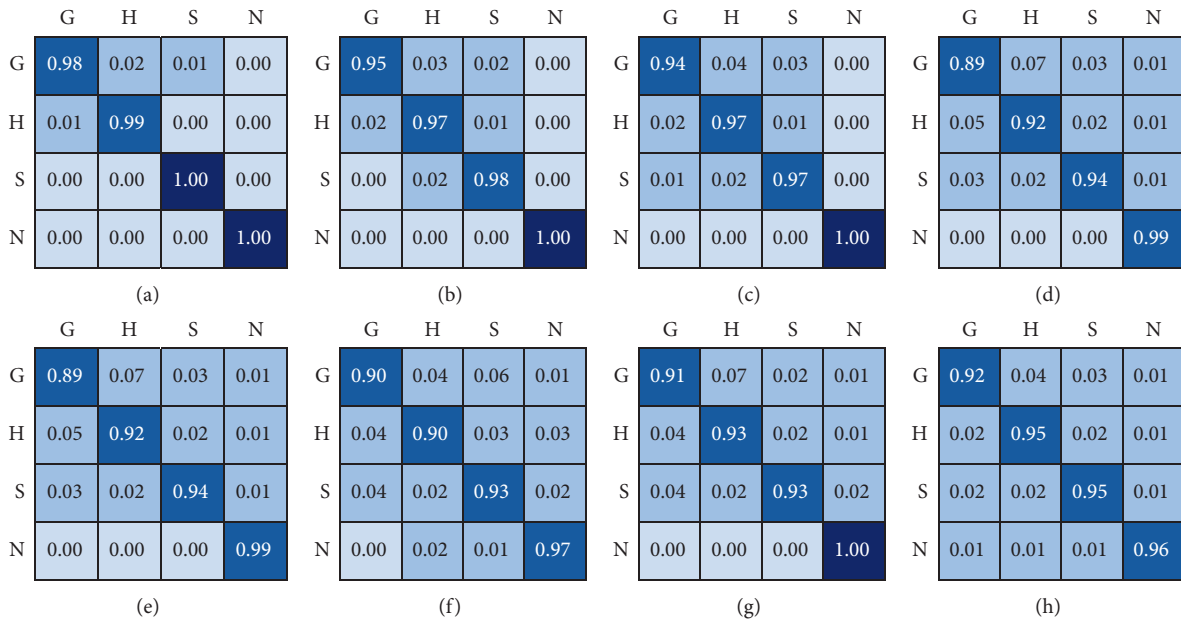 G H S N G H S N G H S N G H S N
G 0.98 0.02 0.01 0.00 G 0.95 0.03 0.02 0.00 G 0.94 0.04 0.03 0.00 G 0.89 0.07 0.03 0.01
H 0.01 0.99 0.00 0.00 H 0.02 0.97 0.01 0.00 H 0.02 0.97 0.01 0.00 H 0.05 0.92 0.02 0.01
S 0.00 0.00 1.00 0.00 S 0.00 0.02 0.98 0.00 S 0.01 0.02 0.97 0.00 S 0.03 0.02 0.94 0.01
N 0.00 0.00 0.00 1.00 N 0.00 0.00 0.00 1.00 N 0.00 0.00 0.00 1.00 N 0.00 0.00 0.00 0.99
(a) (b) (c) (d)
G H S N G H S N G H S N G H S N
G 0.89 0.07 0.03 0.01 G 0.90 0.04 0.06 0.01 G 0.91 0.07 0.02 0.01 G 0.92 0.04 0.03 0.01
H 0.05 0.92 0.02 0.01 H 0.04 0.90 0.03 0.03 H 0.04 0.93 0.02 0.01 H 0.02 0.95 0.02 0.01
S 0.03 0.02 0.94 0.01 S 0.04 0.02 0.93 0.02 S 0.04 0.02 0.93 0.02 S 0.02 0.02 0.95 0.01
N 0.00 0.00 0.00 0.99 N 0.00 0.02 0.01 0.97 N 0.00 0.00 0.00 1.00 N 0.01 0.01 0.01 0.96
(e) (f) (g) (h)